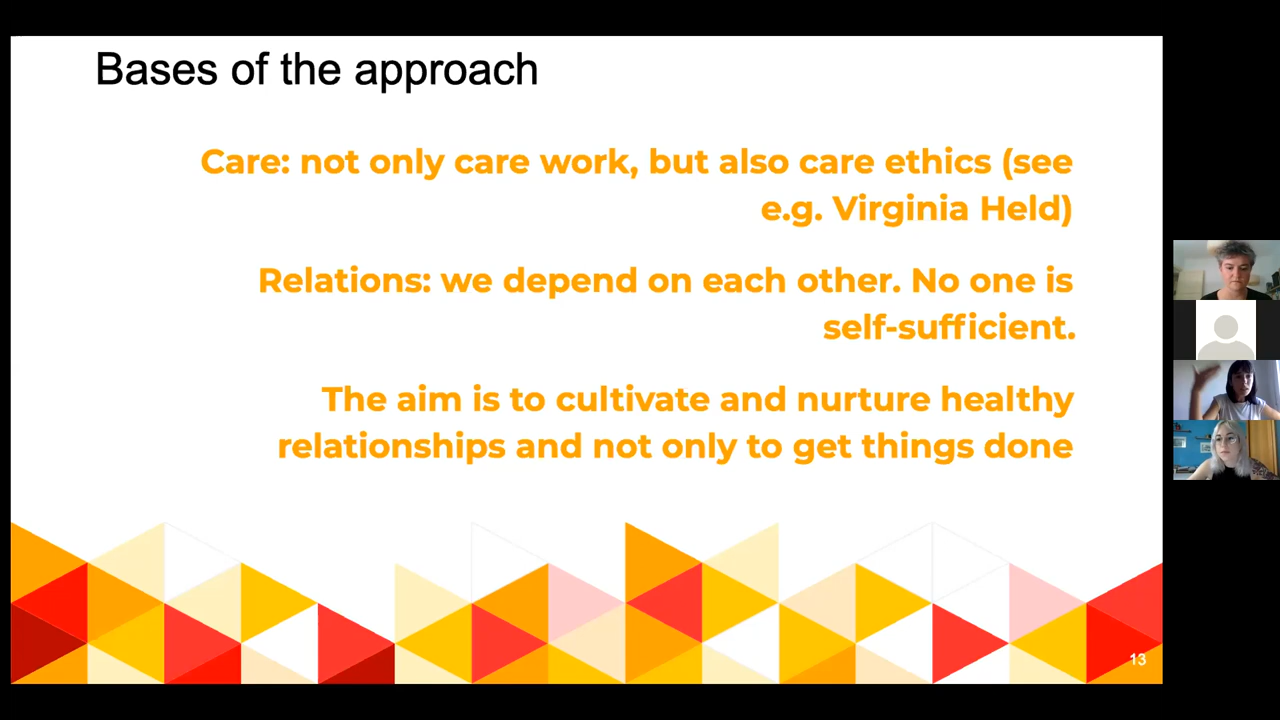 Bases of the approach
Care: not only care work, but also care ethics (see
e.g. Virginia Held)
Relations: we depend on each other. No one is
self-sufficient.
The aim is to cultivate and nurture healthy
relationships and not only to get things done
13